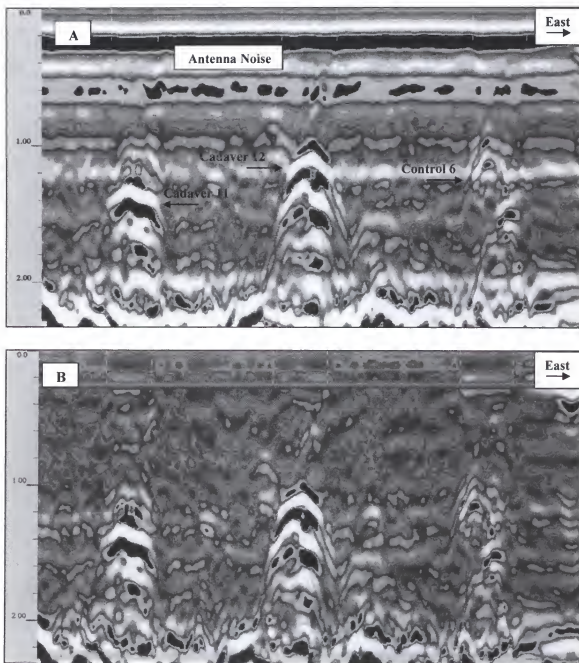 0.0
A
East
Antenna Noise
1.00
Cadaver 12
Control 6
Cadaver 11
2.00
0.0
B
East
1.00
2.00